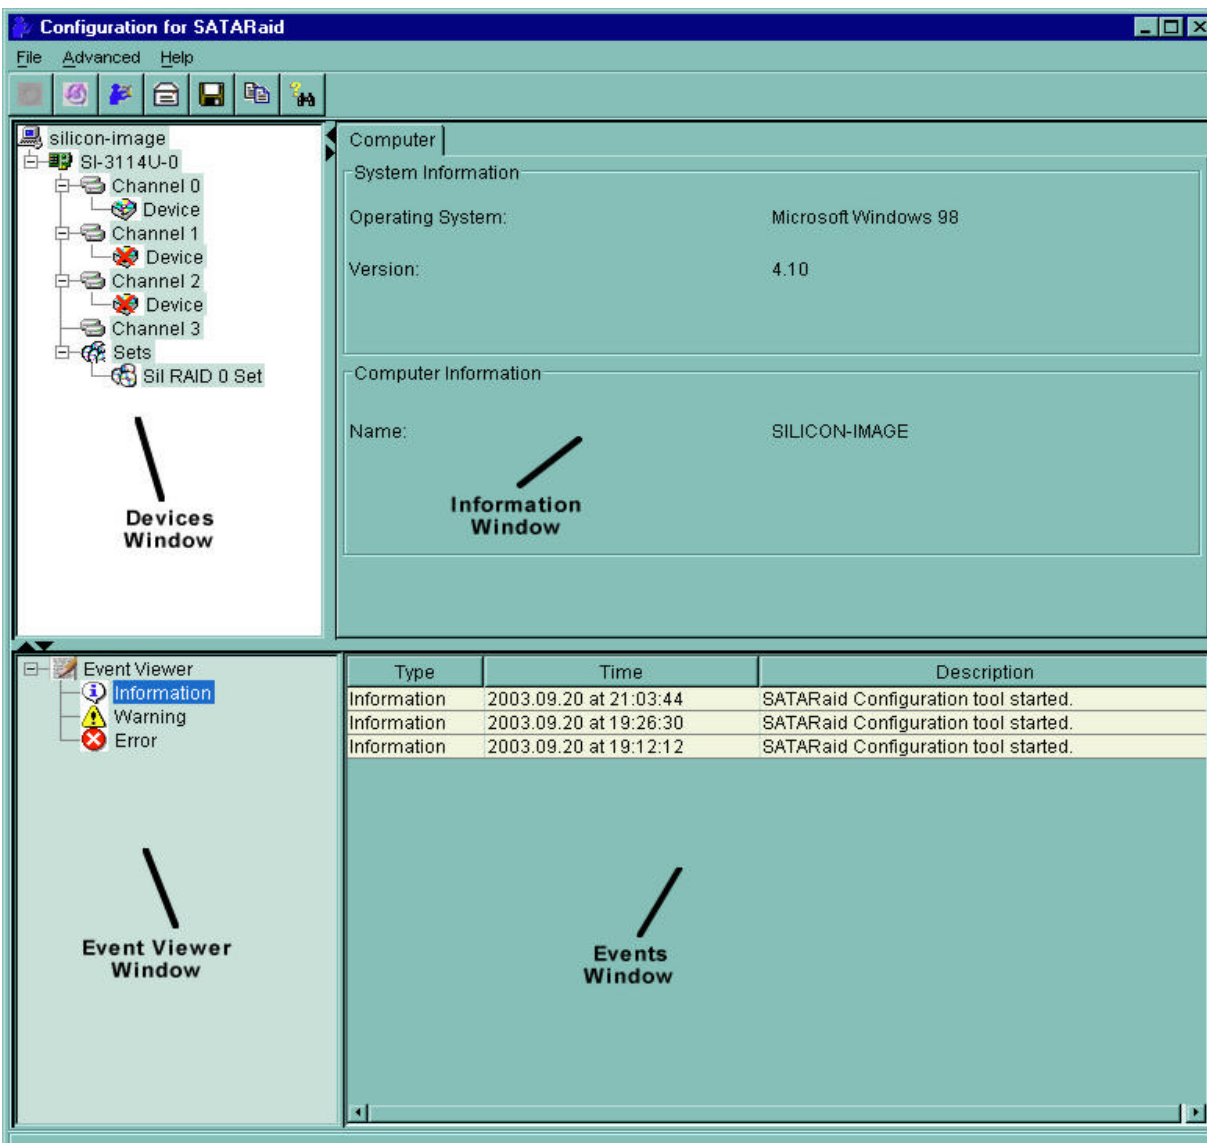 Configuration for SATARaid
File Advanced Help
silicon-image
SI-3114U-0
Channel 0
Device
Channel 1
Device
Channel 2
Device
Channel 3
Sets
Sil RAID 0 Set
Devices
Window
Computer
System Information
Operating System: Microsoft Windows 98
Version: 4.10
Computer Information
Name: SILICON-IMAGE
Information
Window
Event Viewer
Information
Warning
Error
Event Viewer
Window
Type Time Description
Information 2003.09.20 at 21:03:44 SATARaid Configuration tool started.
Information 2003.09.20 at 19:26:30 SATARaid Configuration tool started.
Information 2003.09.20 at 19:12:12 SATARaid Configuration tool started.
Events
Window